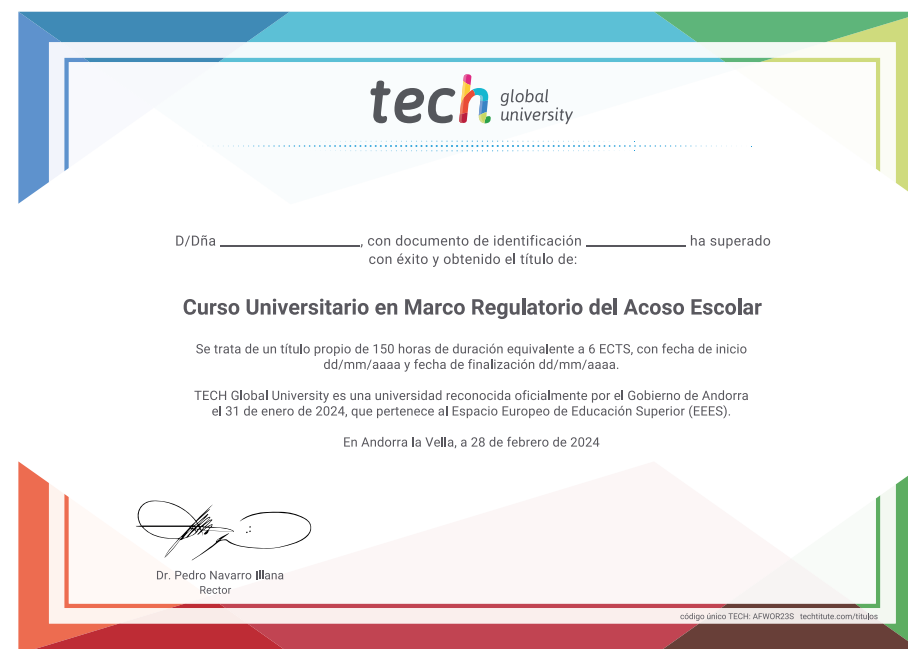 tech global university
D/Dña ____________________, con documento de identificación ______________ ha superado
con éxito y obtenido el título de:
Curso Universitario en Marco Regulatorio del Acoso Escolar
Se trata de un título propio de 150 horas de duración equivalente a 6 ECTS, con fecha de inicio
dd/mm/aaaa y fecha de finalización dd/mm/aaaa.
TECH Global University es una universidad reconocida oficialmente por el Gobierno de Andorra
el 31 de enero de 2024, que pertenece al Espacio Europeo de Educación Superior (EEES).
En Andorra la Vella, a 28 de febrero de 2024
Dr. Pedro Navarro Illana
Rector
código único TECH: AFWOR23S techtitute.com/titulos